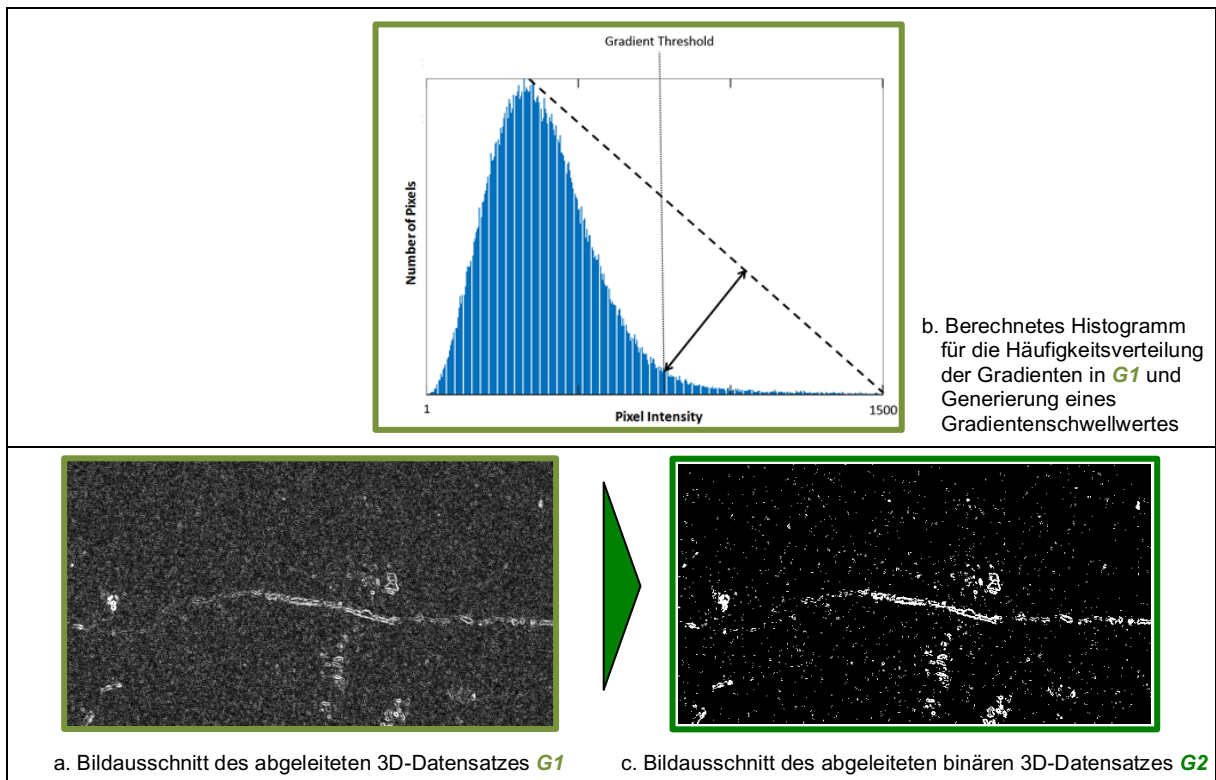 Gradient Threshold
Number of Pixels
1
Pixel Intensity
1500
b. Berechnetes Histogramm
für die Häufigkeitsverteilung
der Gradienten in G1 und
Generierung eines
Gradientenschwellwertes
a. Bildausschnitt des abgeleiteten 3D-Datensatzes G1
c. Bildausschnitt des abgeleiteten binären 3D-Datensatzes G2